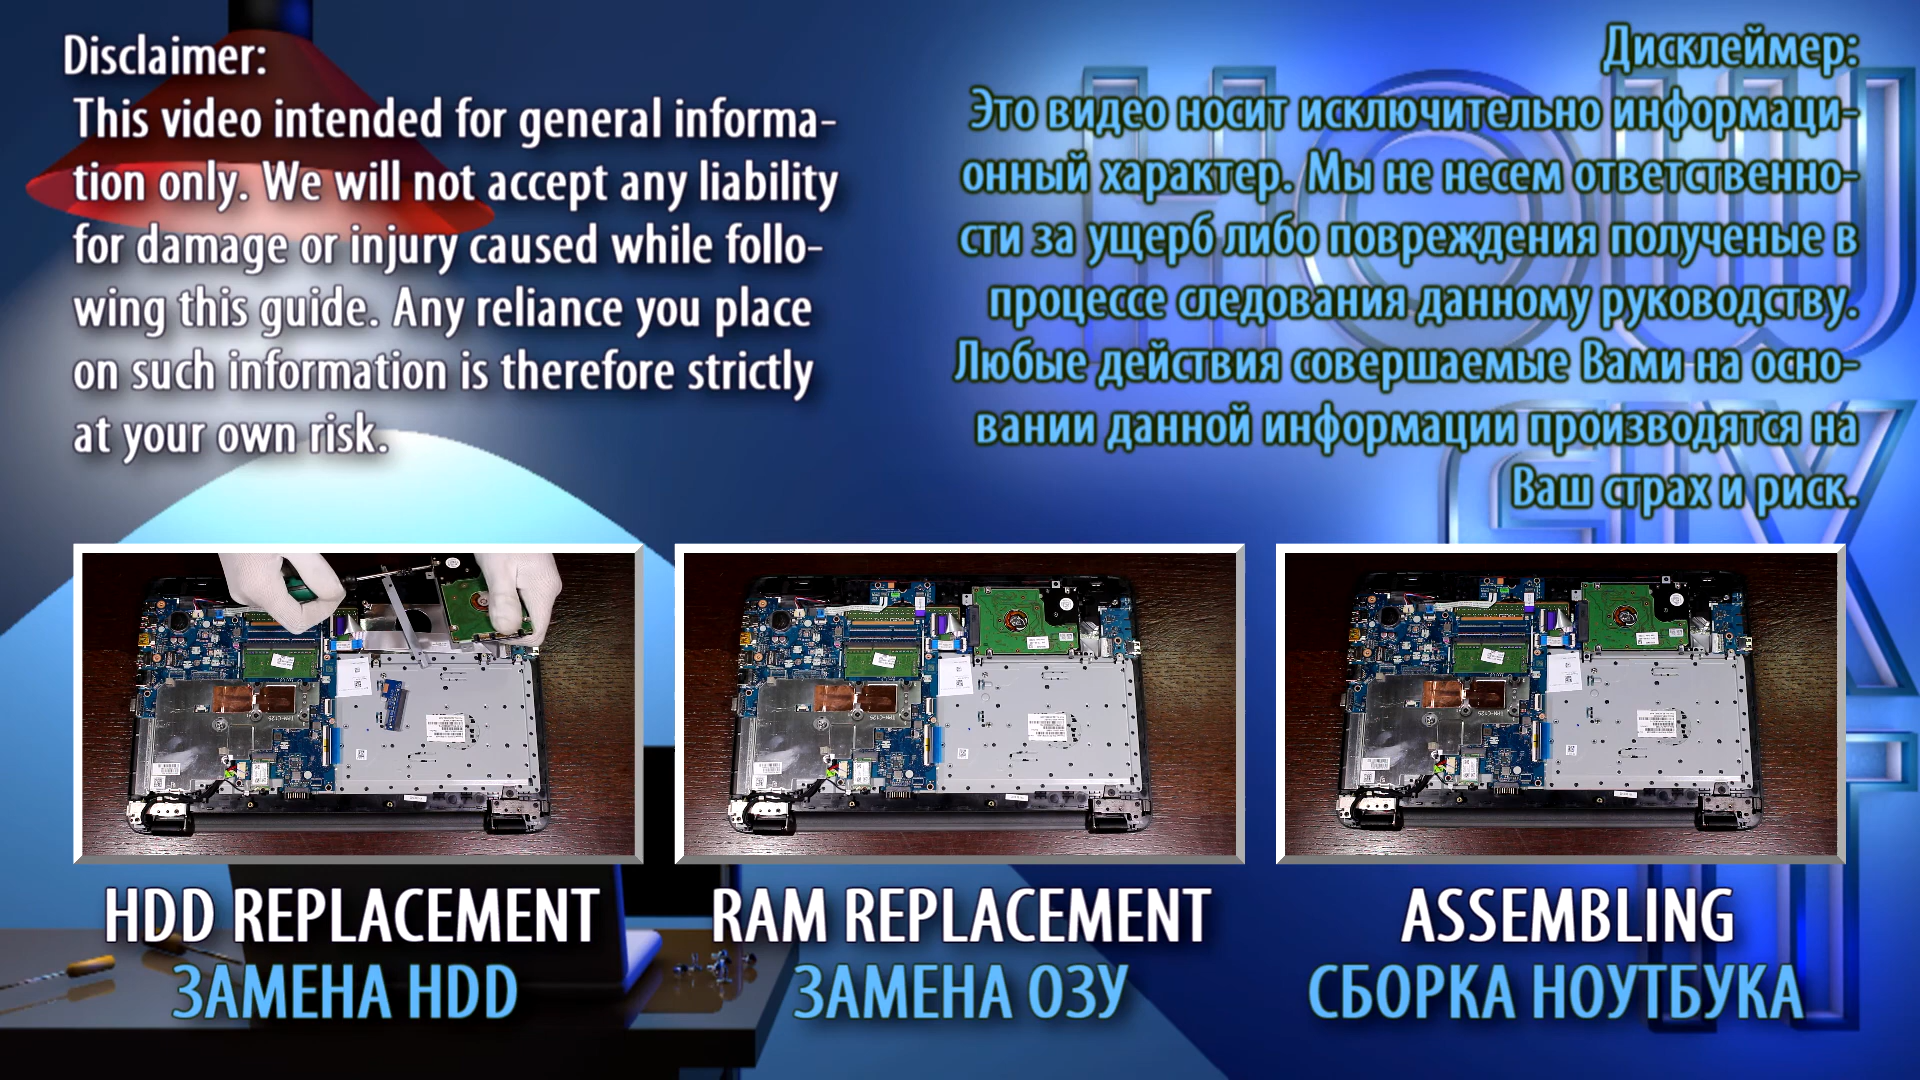 Disclaimer:
This video intended for general informa-
tion only. We will not accept any liability
for damage or injury caused while follo-
wing this guide. Any reliance you place
on such information is therefore strictly
at your own risk.
Дисклеймер:
Это видео носит исключительно информаци-
онный характер. Мы не несем ответственно-
сти за ущерб либо повреждения полученые в
процессе следования данному руководству.
Любые действия совершаемые Вами на осно-
вании данной информации производятся на
Ваш страх и риск.
HOW
FIX
IT
HDD REPLACEMENT
ЗАМЕНА HDD
RAM REPLACEMENT
ЗАМЕНА ОЗУ
ASSEMBLING
СБОРКА НОУТБУКА